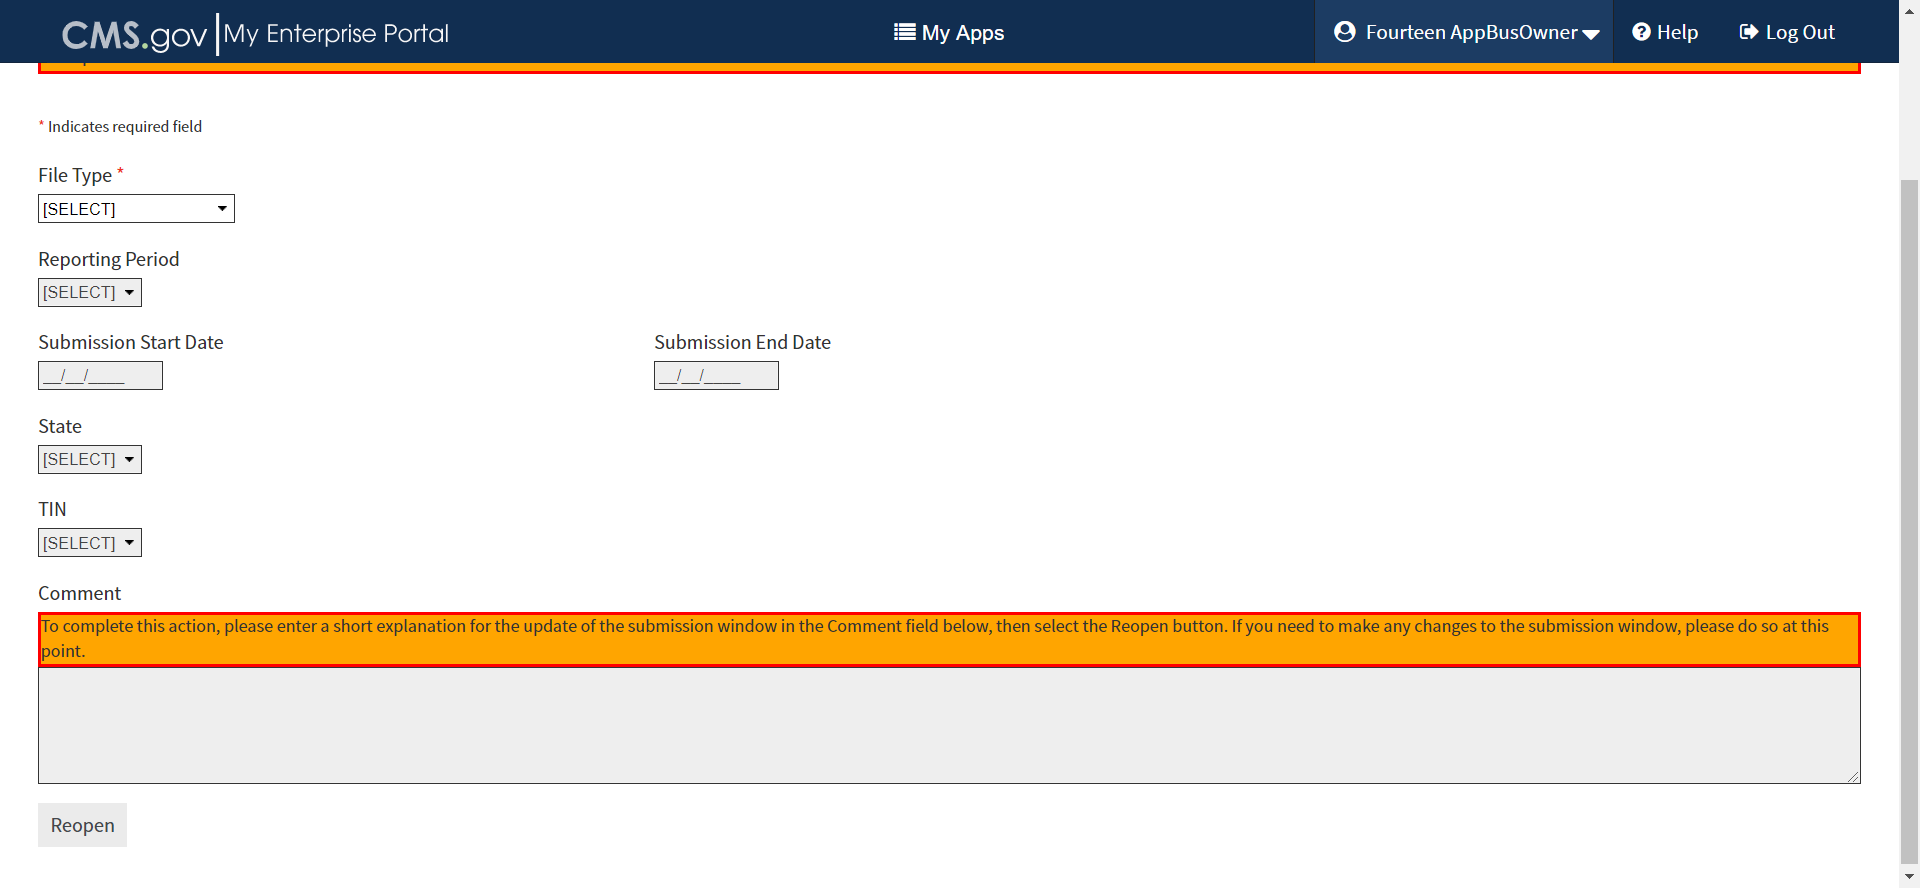 CMS.gov My Enterprise Portal
My Apps
Fourteen AppBusOwner
Help
Log Out
* Indicates required field
File Type *
[SELECT]
Reporting Period
[SELECT]
Submission Start Date
Submission End Date
__/__/____
__/__/____
State
[SELECT]
TIN
[SELECT]
Comment
To complete this action, please enter a short explanation for the update of the submission window in the Comment field below, then select the Reopen button. If you need to make any changes to the submission window, please do so at this
point.
Reopen